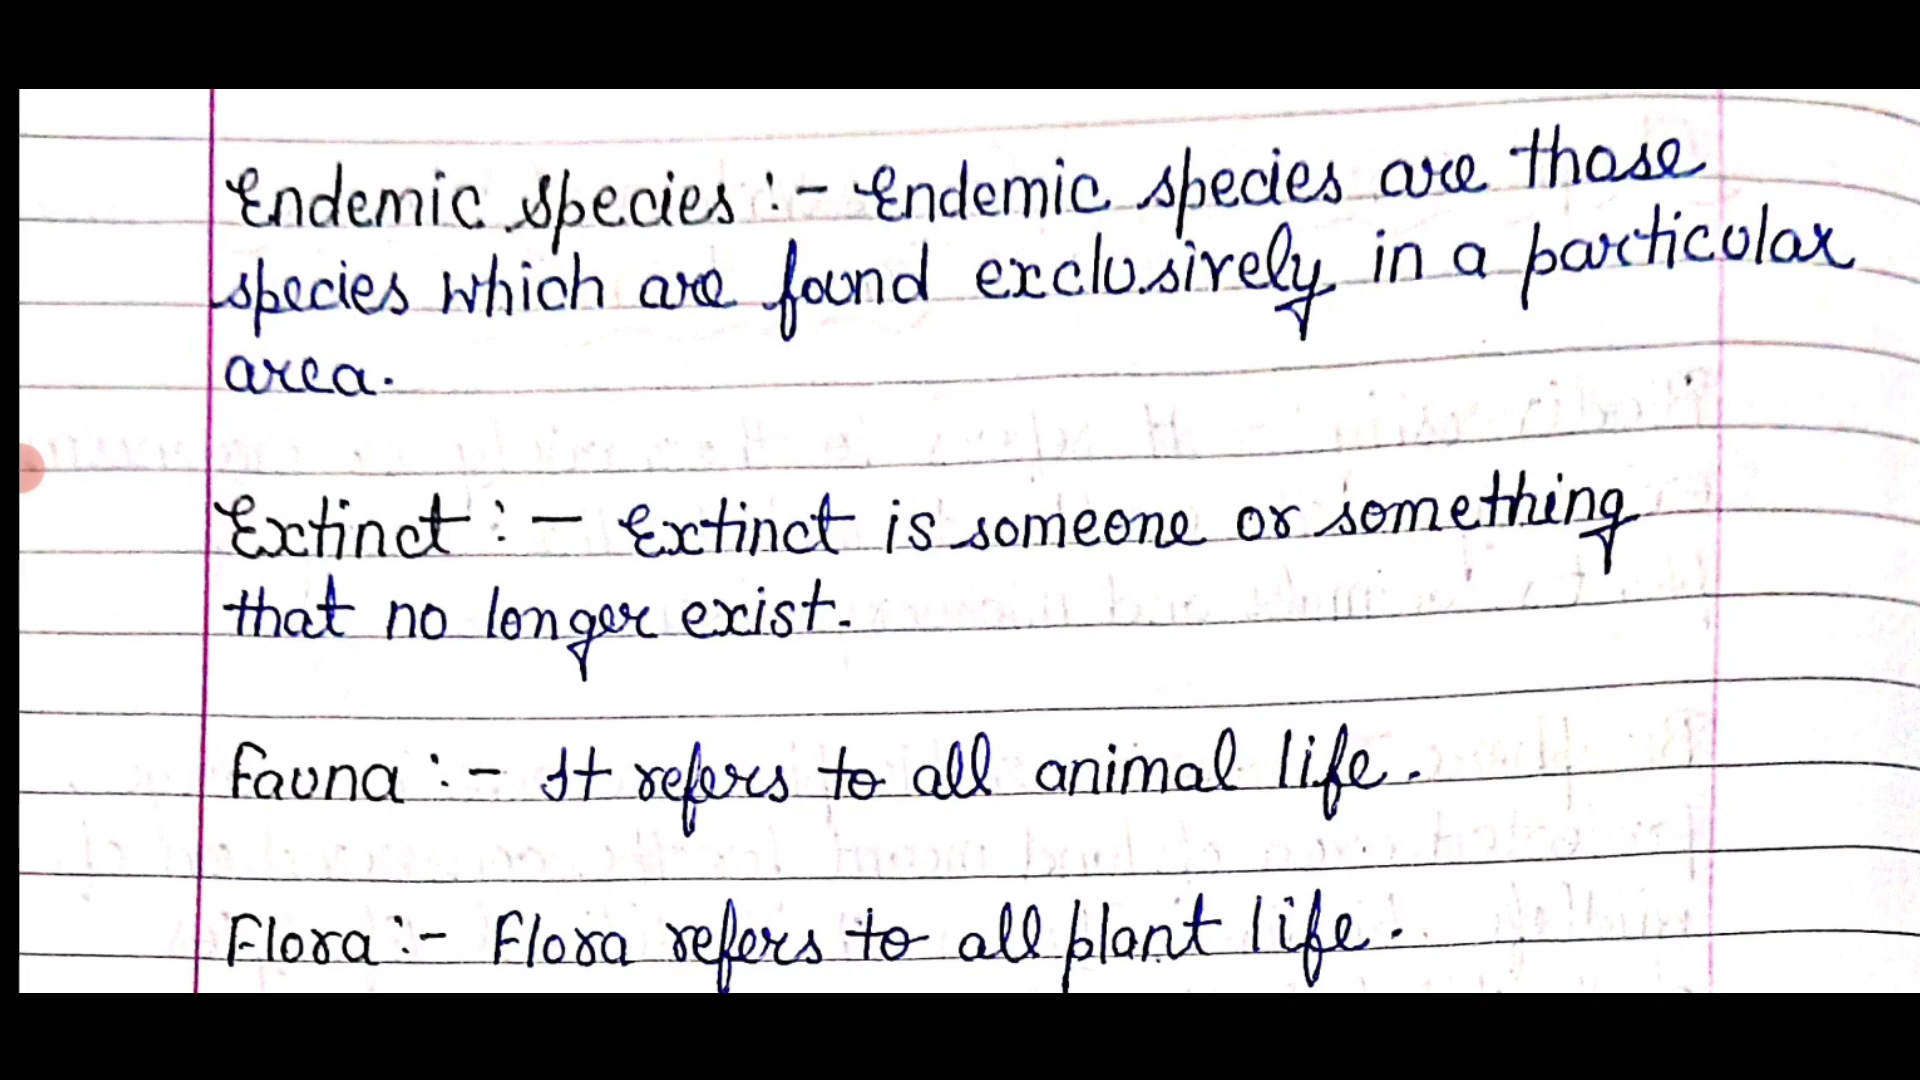 Endemic species :- Endemic species are those
species which are found exclusively in a particular
area.
Extinct :- Extinct is someone or something
that no longer exist.
Fauna :- It refers to all animal life.
Flora :- Flora refers to all plant life.